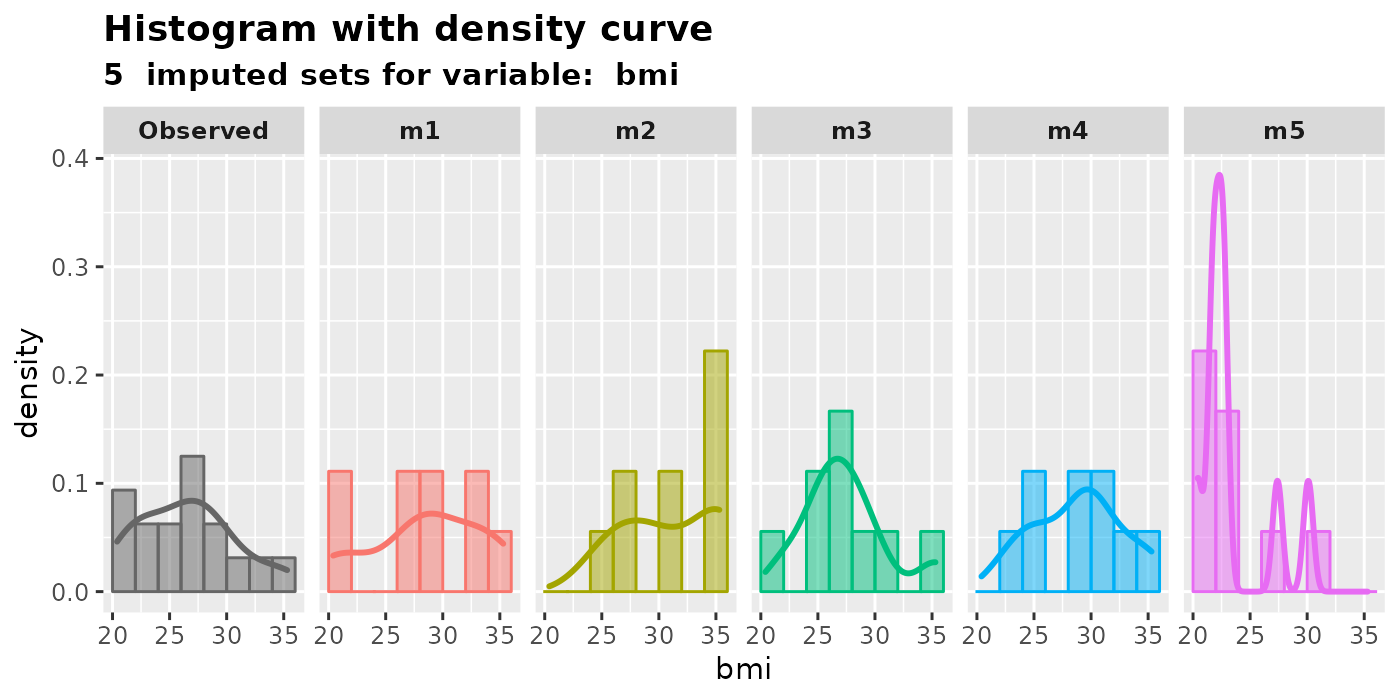 Histogram with density curve
5  imputed sets for variable:  bmi
Observed m1 m2 m3 m4 m5
0.4
0.3
0.2
0.1
0.0
density
20 25 30 35 20 25 30 35 20 25 30 35 20 25 30 35 20 25 30 35 20 25 30 35
bmi